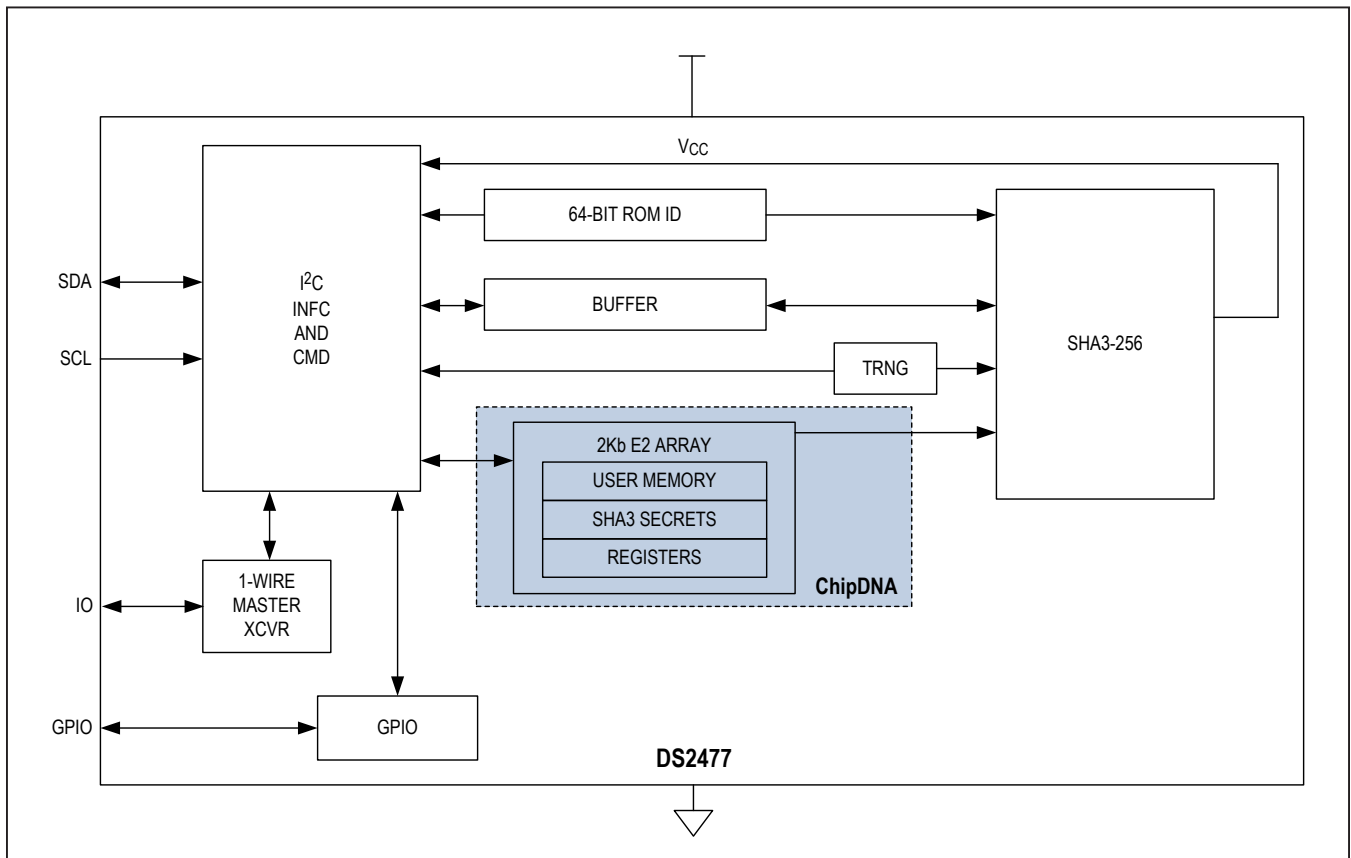 VCC
64-BIT ROM ID
SDA
I2C
INFC
AND
CMD
BUFFER
SHA3-256
SCL
TRNG
2Kb E2 ARRAY
USER MEMORY
SHA3 SECRETS
REGISTERS
ChipDNA
IO
1-WIRE
MASTER
XCVR
GPIO
GPIO
DS2477